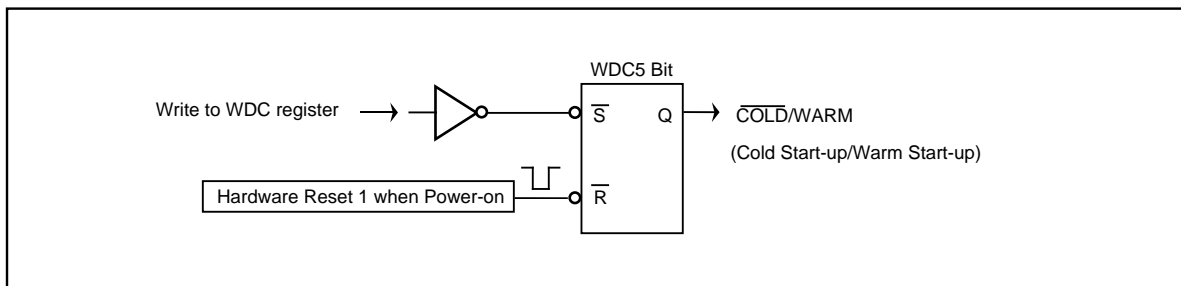 WDC5 Bit
Write to WDC register
S̅ Q C̅O̅L̅D̅/WARM
(Cold Start-up/Warm Start-up)
Hardware Reset 1 when Power-on R̅